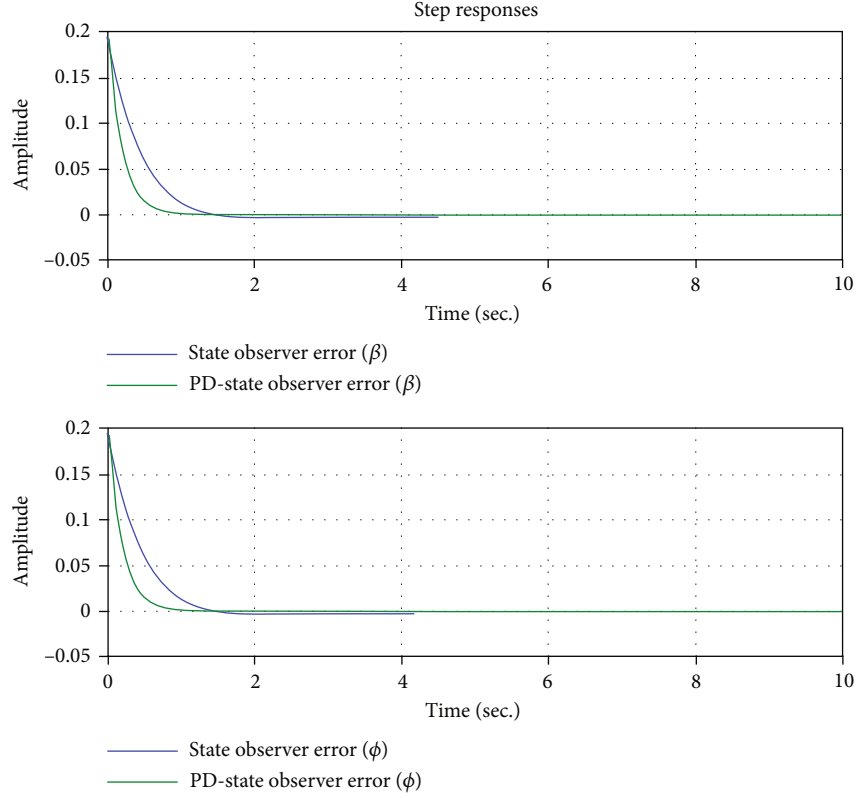 Step responses
0.2
0.15
0.1
0.05
0
–0.05
Amplitude
0 2 4 6 8 10
Time (sec.)
State observer error (β)
PD-state observer error (β)
0.2
0.15
0.1
0.05
0
–0.05
Amplitude
0 2 4 6 8 10
Time (sec.)
State observer error (ϕ)
PD-state observer error (ϕ)